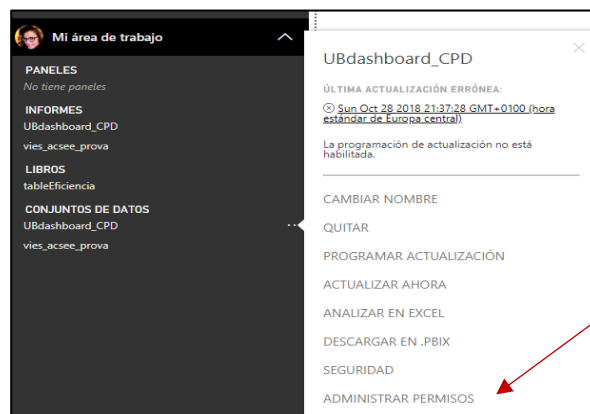 Mi área de trabajo
PANELES
No tiene paneles
INFORMES
UBdashboard_CPD
vies_acsee_prova
LIBROS
tableEficiencia
CONJUNTOS DE DATOS
UBdashboard_CPD
vies_acsee_prova
UBdashboard_CPD
ÚLTIMA ACTUALIZACIÓN ERRÓNEA:
Sun Oct 28 2018 21:37:28 GMT+0100 (hora
estándar de Europa central)
La programación de actualización no está
habilitada.
CAMBIAR NOMBRE
QUITAR
PROGRAMAR ACTUALIZACIÓN
ACTUALIZAR AHORA
ANALIZAR EN EXCEL
DESCARGAR EN .PBIX
SEGURIDAD
ADMINISTRAR PERMISOS